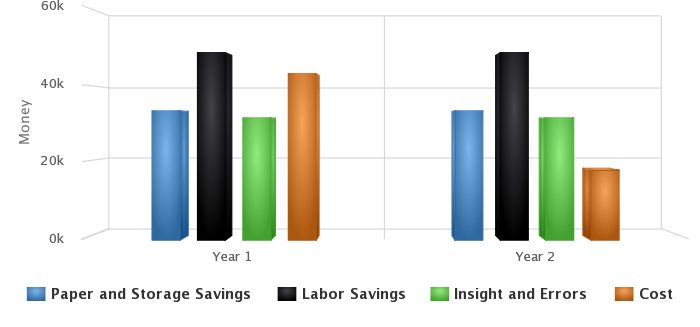 60k
40k
20k
0k
Money
Year 1
Year 2
Paper and Storage Savings
Labor Savings
Insight and Errors
Cost